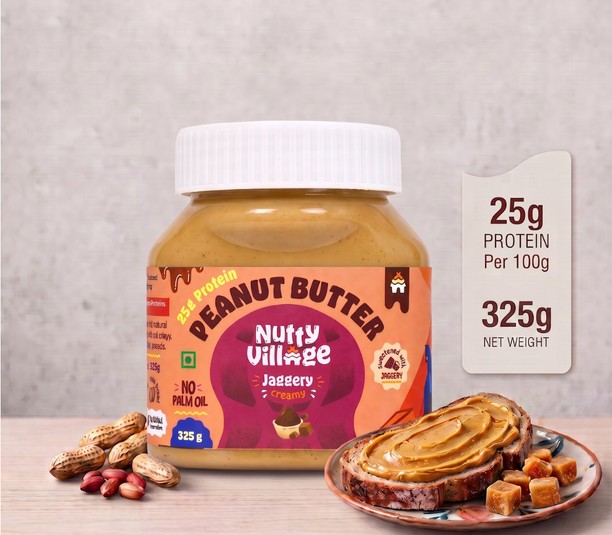 25g Protein
PEANUT BUTTER
Nutty
Village
Jaggery
creamy
NO
PALM OIL
325 g
Sweetened with
JAGGERY
25g
PROTEIN
Per 100g
325g
NET WEIGHT